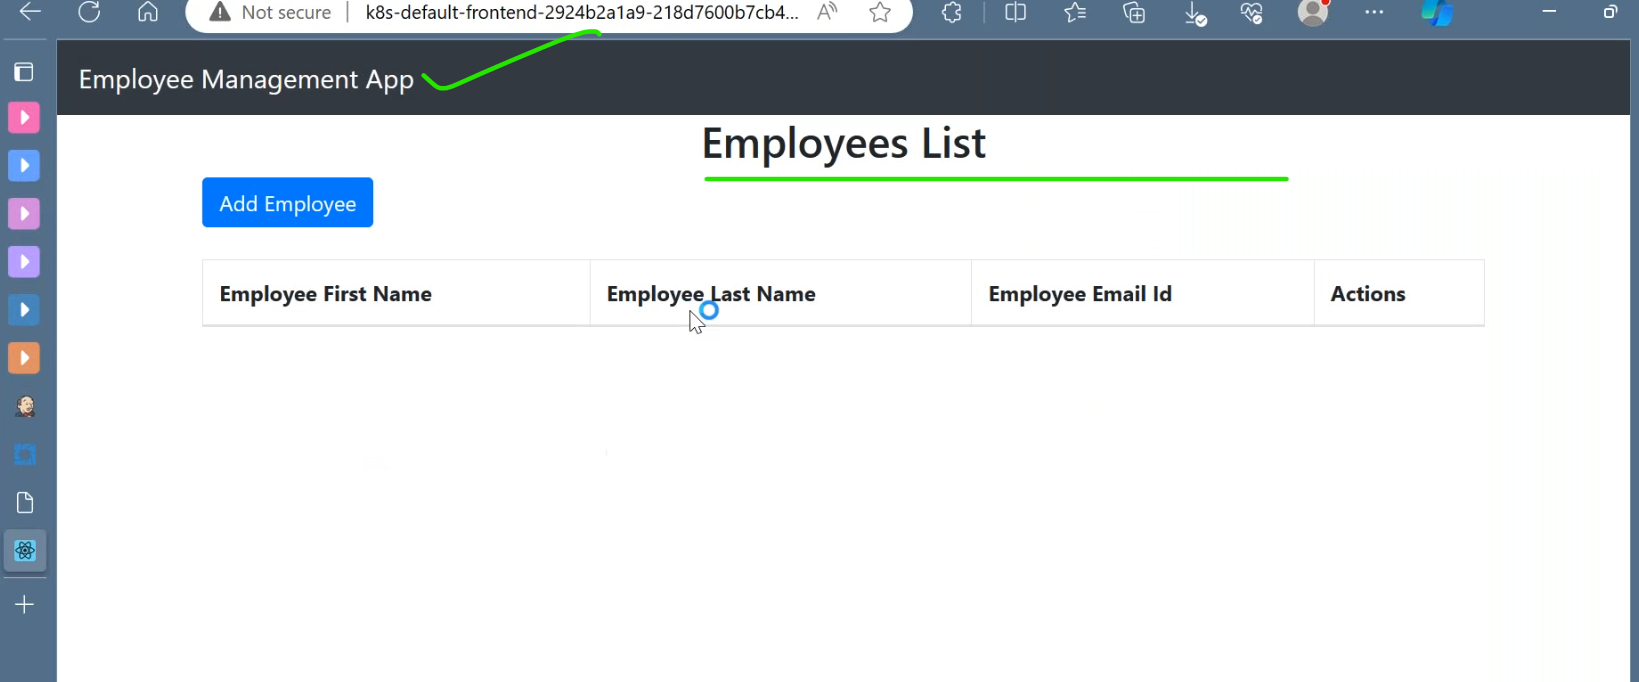 Not secure
k8s-default-frontend-2924b2a1a9-218d7600b7cb4...
Employee Management App
Employees List
Add Employee
Employee First Name Employee Last Name Employee Email Id Actions